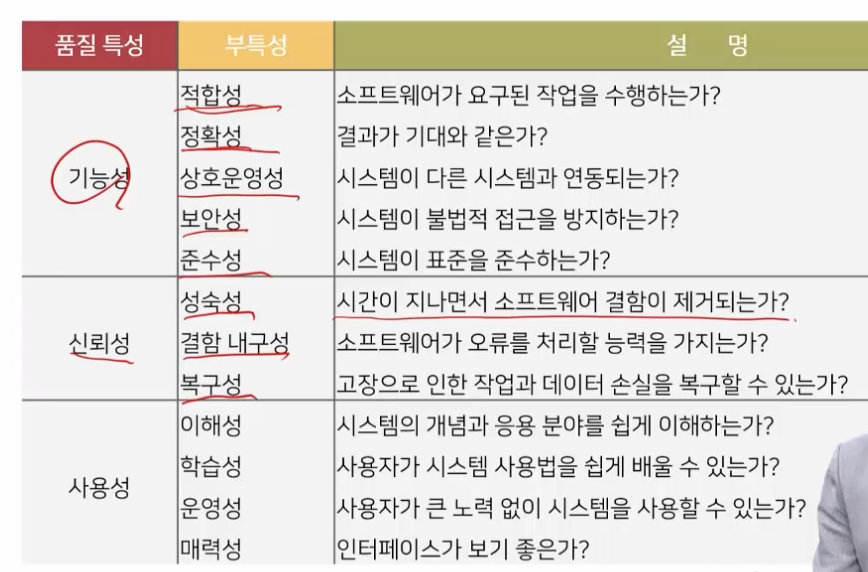 품질 특성 부특성 설 명
기능성
적합성 소프트웨어가 요구된 작업을 수행하는가?
정확성 결과가 기대와 같은가?
상호운영성 시스템이 다른 시스템과 연동되는가?
보안성 시스템이 불법적 접근을 방지하는가?
준수성 시스템이 표준을 준수하는가?
신뢰성
성숙성 시간이 지나면서 소프트웨어 결함이 제거되는가?
결함 내구성 소프트웨어가 오류를 처리할 능력을 가지는가?
복구성 고장으로 인한 작업과 데이터 손실을 복구할 수 있는가?
사용성
이해성 시스템의 개념과 응용 분야를 쉽게 이해하는가?
학습성 사용자가 시스템 사용법을 쉽게 배울 수 있는가?
운영성 사용자가 큰 노력 없이 시스템을 사용할 수 있는가?
매력성 인터페이스가 보기 좋은가?